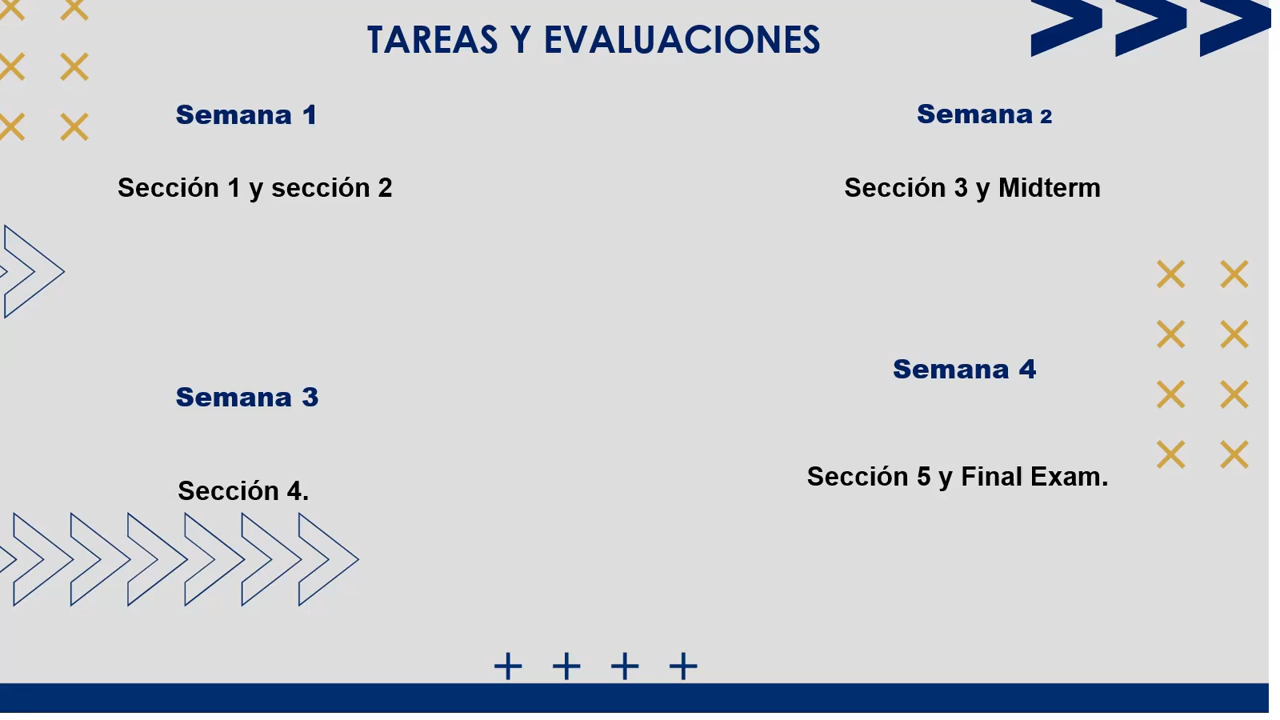 TAREAS Y EVALUACIONES
Semana 1
Semana 2
Sección 1 y sección 2
Sección 3 y Midterm
Semana 3
Semana 4
Sección 4.
Sección 5 y Final Exam.